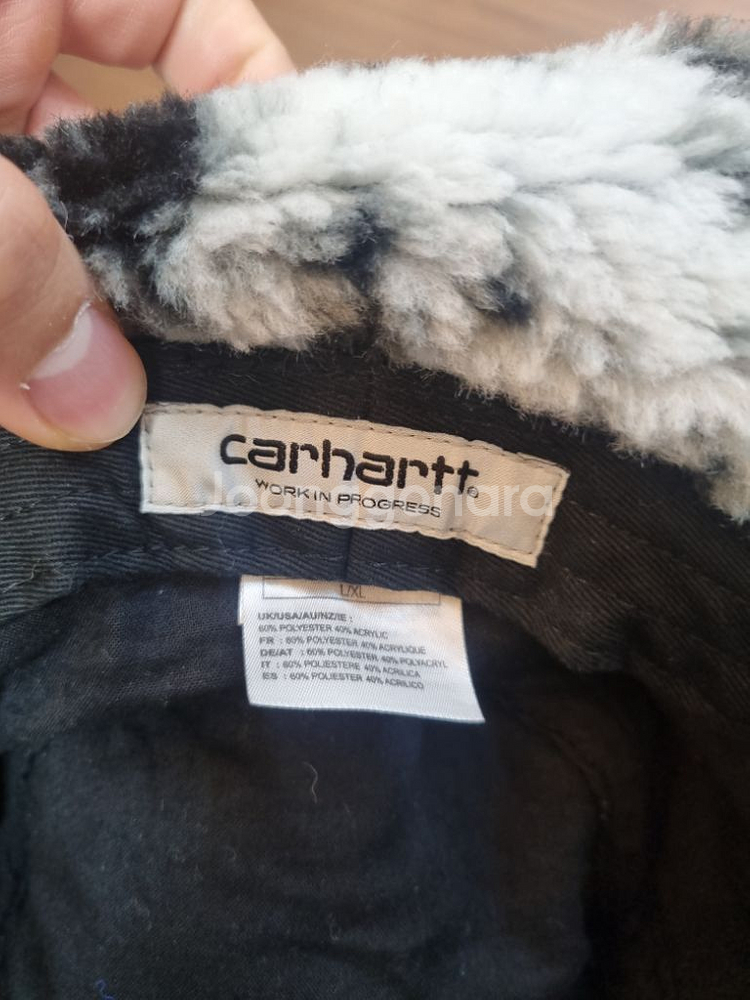 carhartt®
WORK IN PROGRESS
Joonggonara
L/XL
UK/USA/AU/NZ/IE :
60% POLYESTER 40% ACRYLIC
FR : 60% POLYESTER 40% ACRYLIQUE
DE/AT : 60% POLYESTER 40% POLYACRYL
IT : 60% POLIESTERE 40% ACRILICA
ES : 60% POLIESTER 40% ACRILICO